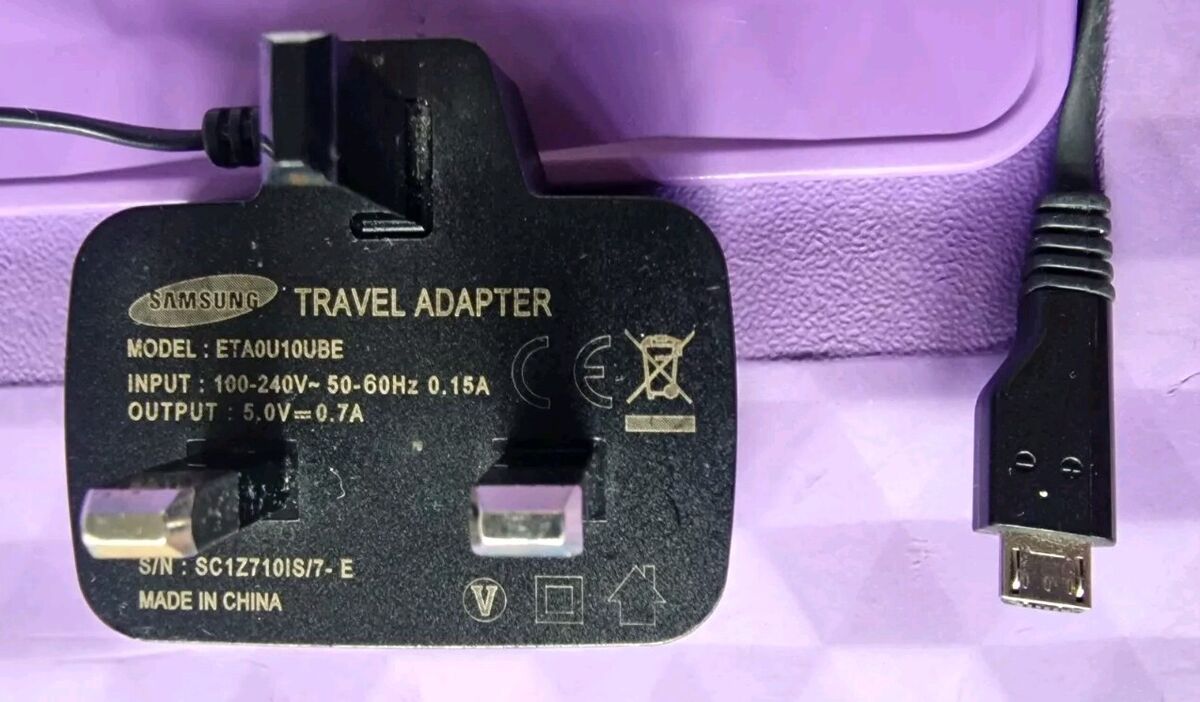 SAMSUNG TRAVEL ADAPTER
MODEL : ETA0U10UBE
INPUT : 100-240V~ 50-60Hz 0.15A
OUTPUT : 5.0V⎓0.7A
CE
S/N : SC1Z710IS/7- E
MADE IN CHINA
V